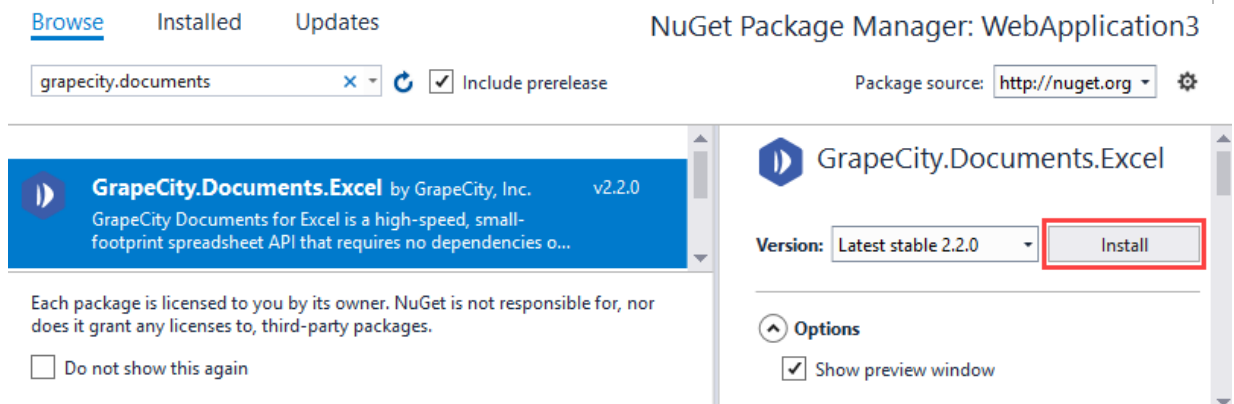 Browse Installed Updates
NuGet Package Manager: WebApplication3
grapecity.documents
Include prerelease
Package source: http://nuget.org
GrapeCity.Documents.Excel by GrapeCity, Inc. v2.2.0
GrapeCity Documents for Excel is a high-speed, small-
footprint spreadsheet API that requires no dependencies o...
Each package is licensed to you by its owner. NuGet is not responsible for, nor
does it grant any licenses to, third-party packages.
Do not show this again
GrapeCity.Documents.Excel
Version: Latest stable 2.2.0 Install
Options
Show preview window